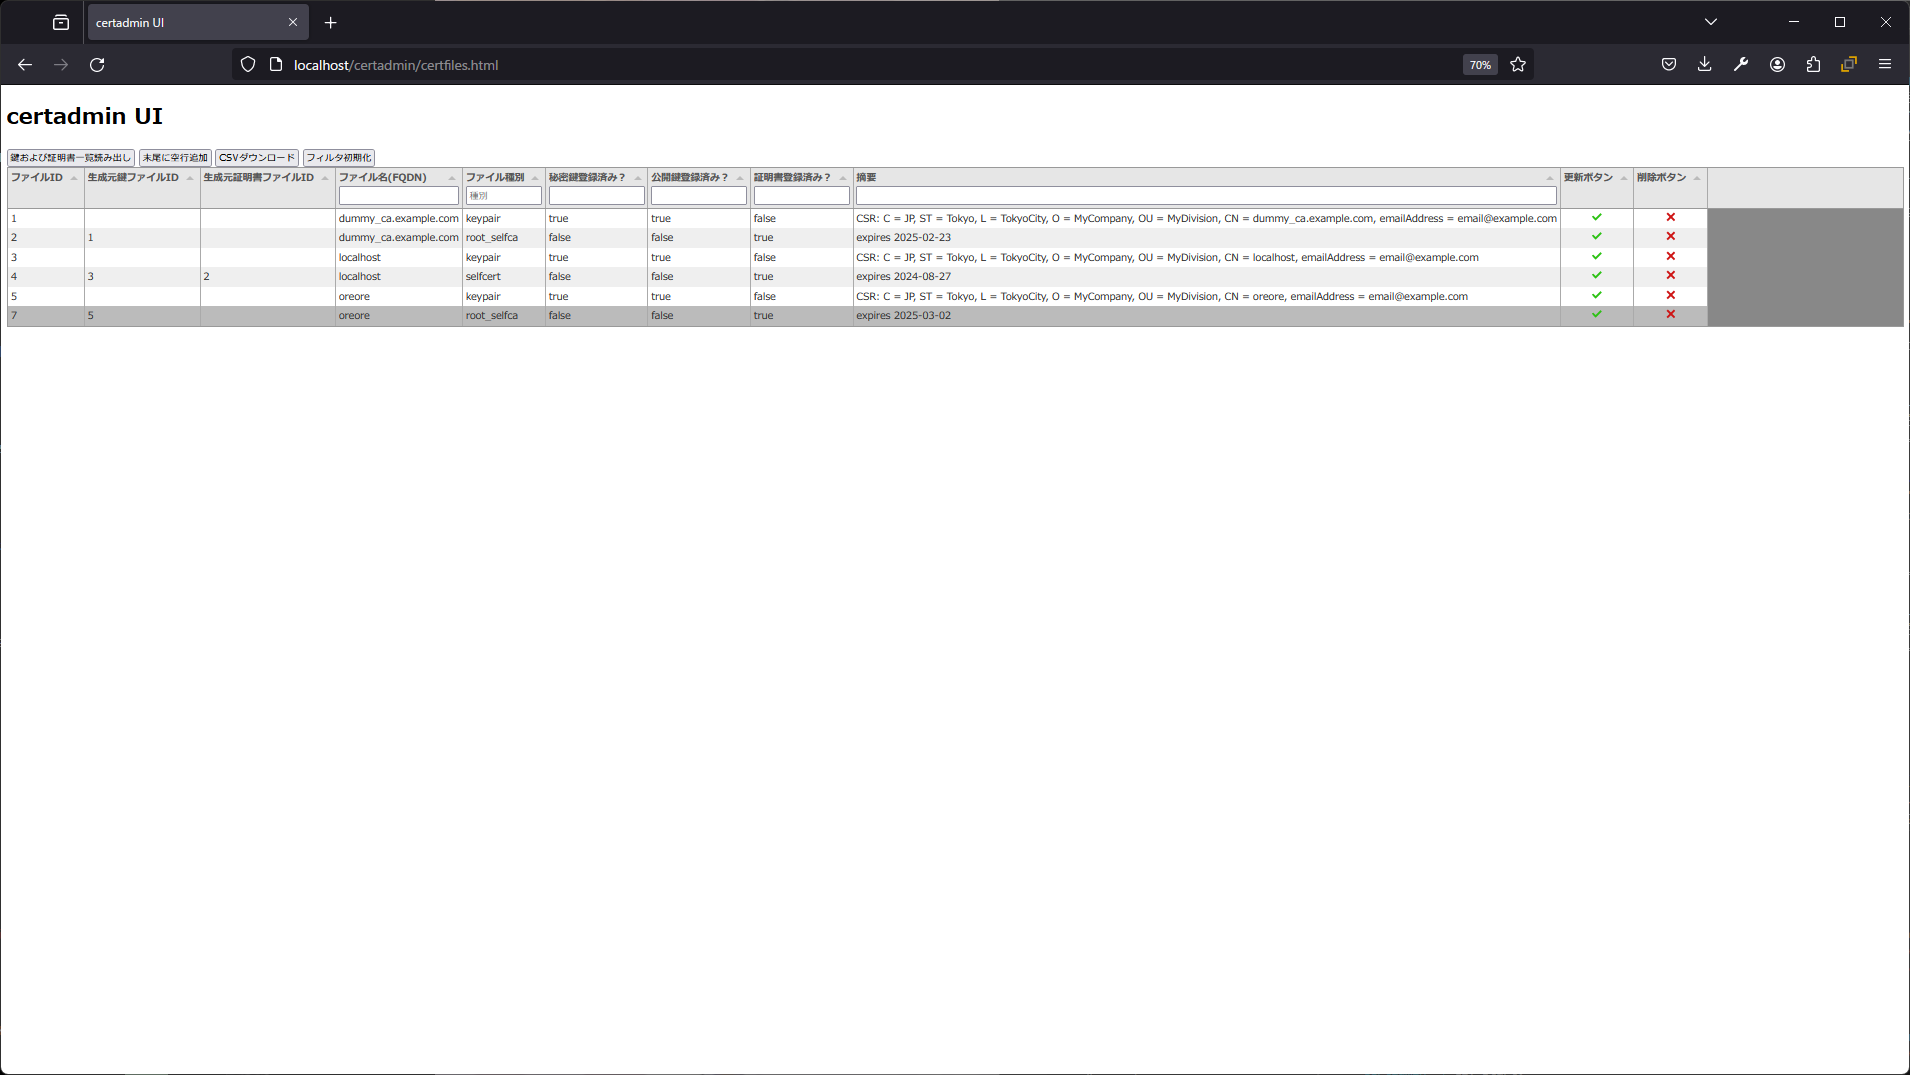 certadmin UI
localhost/certadmin/certfiles.html 70%
certadmin UI
鍵および証明書一覧読み出し 末尾に空行追加 CSVダウンロード フィルタ初期化
ファイルID 生成元鍵ファイルID 生成元証明書ファイルID ファイル名(FQDN) ファイル種別 秘密鍵登録済み？ 公開鍵登録済み？ 証明書登録済み？ 摘要 更新ボタン 削除ボタン
種別
1 dummy_ca.example.com keypair true true false CSR: C = JP, ST = Tokyo, L = TokyoCity, O = MyCompany, OU = MyDivision, CN = dummy_ca.example.com, emailAddress = email@example.com
2 1 dummy_ca.example.com root_selfca false false true expires 2025-02-23
3 localhost keypair true true false CSR: C = JP, ST = Tokyo, L = TokyoCity, O = MyCompany, OU = MyDivision, CN = localhost, emailAddress = email@example.com
4 3 2 localhost selfcert false false true expires 2024-08-27
5 oreore keypair true true false CSR: C = JP, ST = Tokyo, L = TokyoCity, O = MyCompany, OU = MyDivision, CN = oreore, emailAddress = email@example.com
7 5 oreore root_selfca false false true expires 2025-03-02